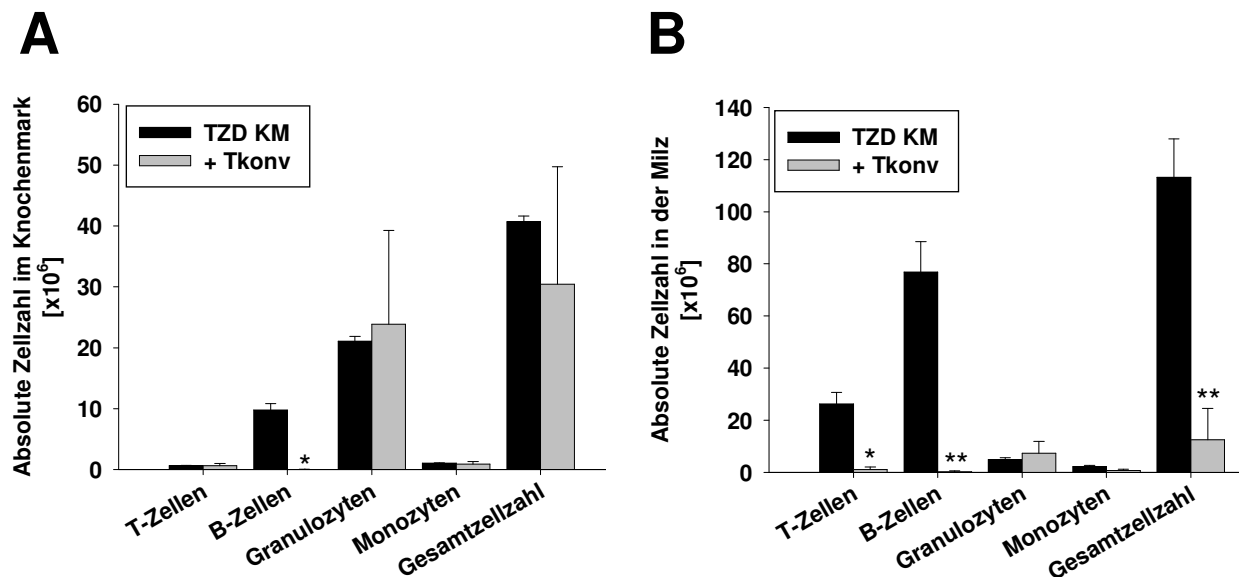 A
Absolute Zellzahl im Knochenmark
[x10⁶]
60
50
40
30
20
10
0
TZD KM
+ Tkonv
*
T-Zellen
B-Zellen
Granulozyten
Monozyten
Gesamtzellzahl
B
Absolute Zellzahl in der Milz
[x10⁶]
140
120
100
80
60
40
20
0
TZD KM
+ Tkonv
*
**
**
T-Zellen
B-Zellen
Granulozyten
Monozyten
Gesamtzellzahl